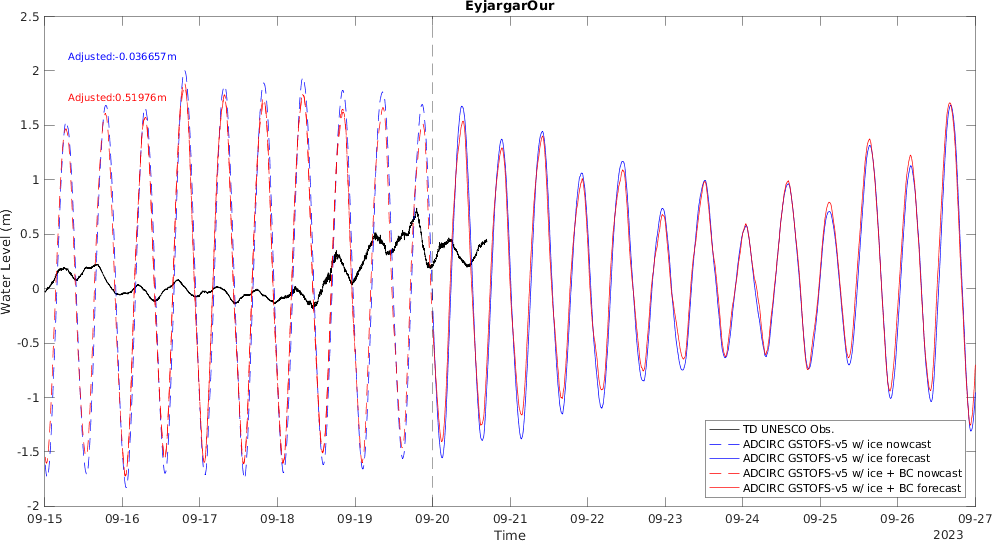 EyjargarOur
Adjusted:-0.036657m
Adjusted:0.51976m
Water Level (m)
2.5
2
1.5
1
0.5
0
-0.5
-1
-1.5
-2
TD UNESCO Obs.
ADCIRC GSTOFS-v5 w/ ice nowcast
ADCIRC GSTOFS-v5 w/ ice forecast
ADCIRC GSTOFS-v5 w/ ice + BC nowcast
ADCIRC GSTOFS-v5 w/ ice + BC forecast
09-15 09-16 09-17 09-18 09-19 09-20 09-21 09-22 09-23 09-24 09-25 09-26 09-27
Time
2023